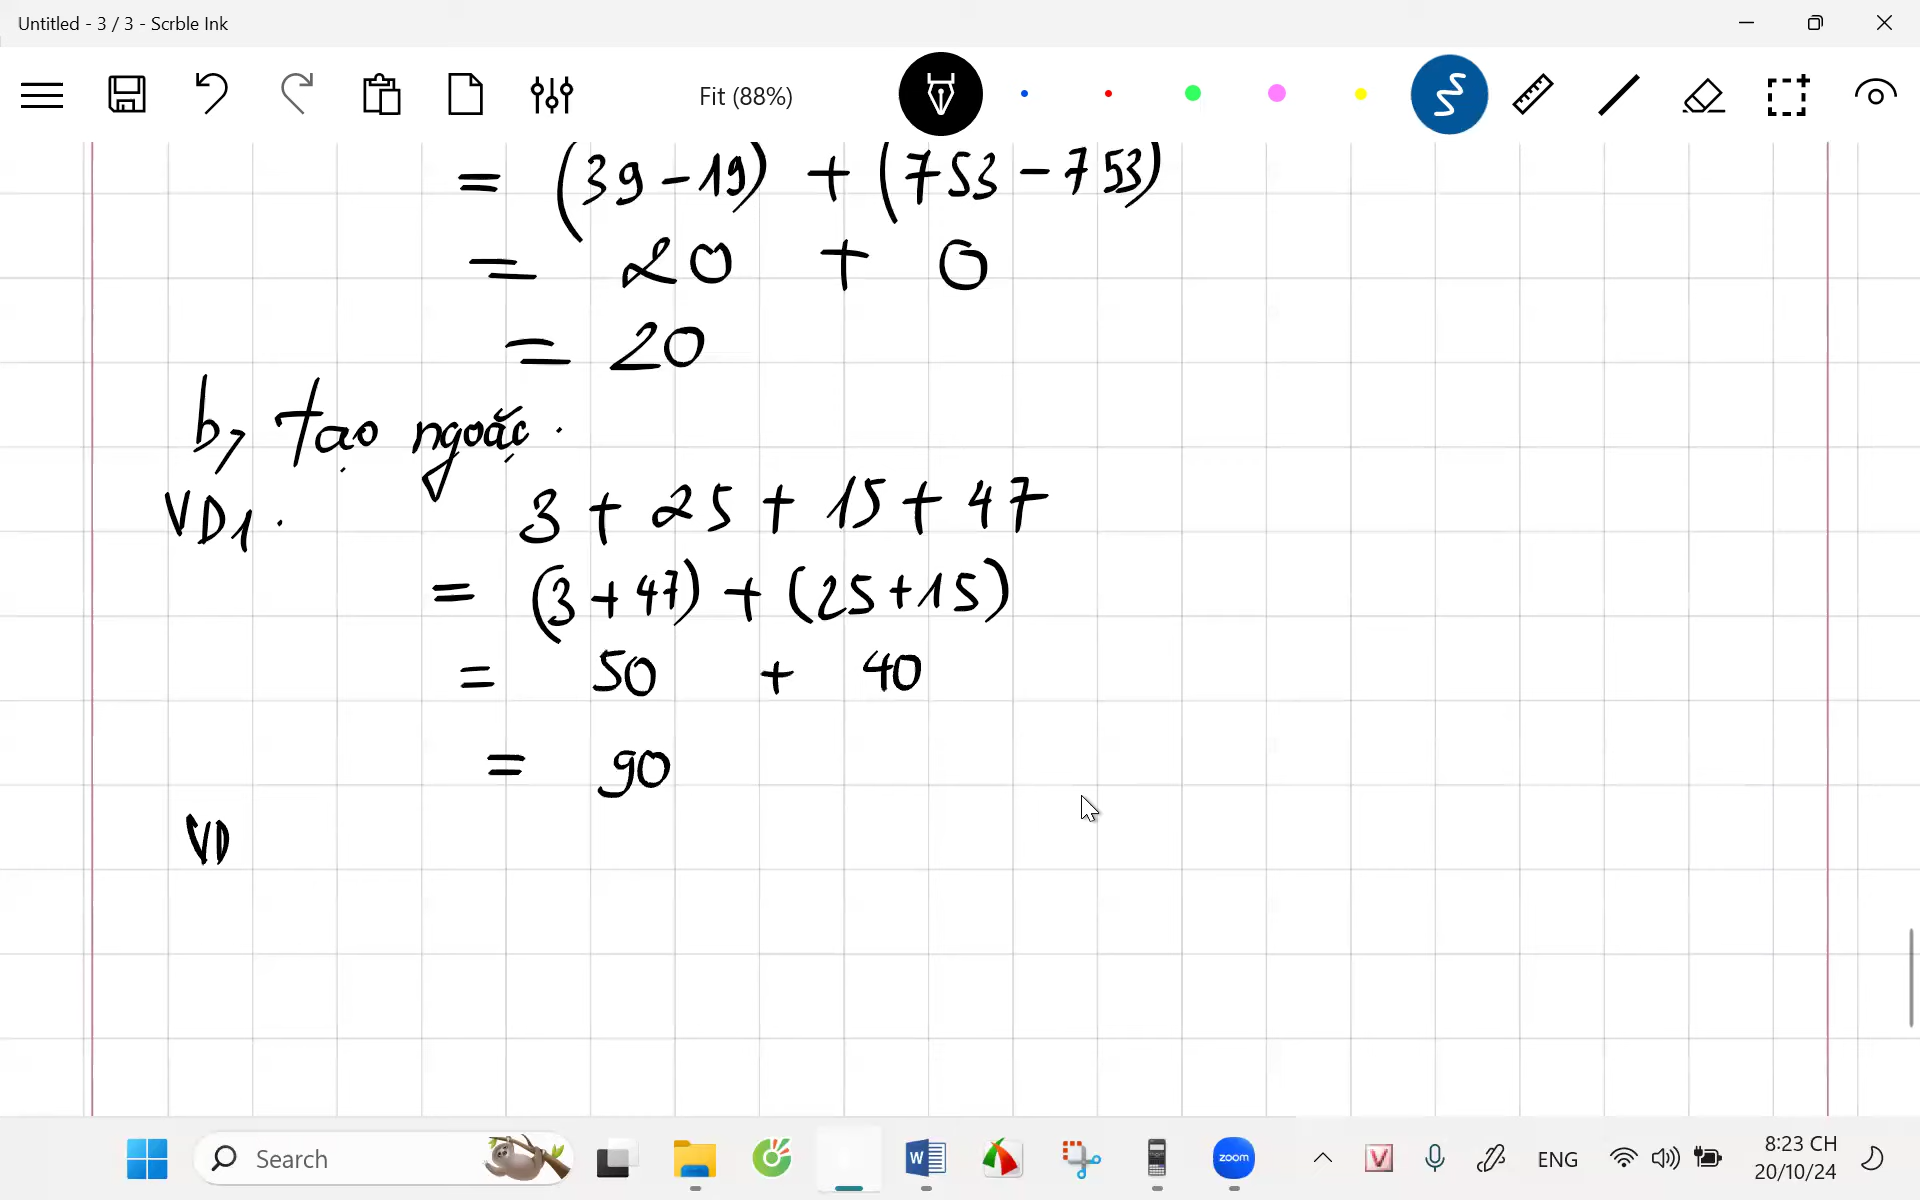 Untitled - 3 / 3 - Scrble Ink
Fit (88%)
= (39 - 19) + (753 - 753)
= 20 + 0
= 20
b, Tạo ngoặc.
VD1. 3 + 25 + 15 + 47
= (3 + 47) + (25 + 15)
= 50 + 40
= 90
VD
Search
W
zoom
V
ENG
8:23 CH
20/10/24